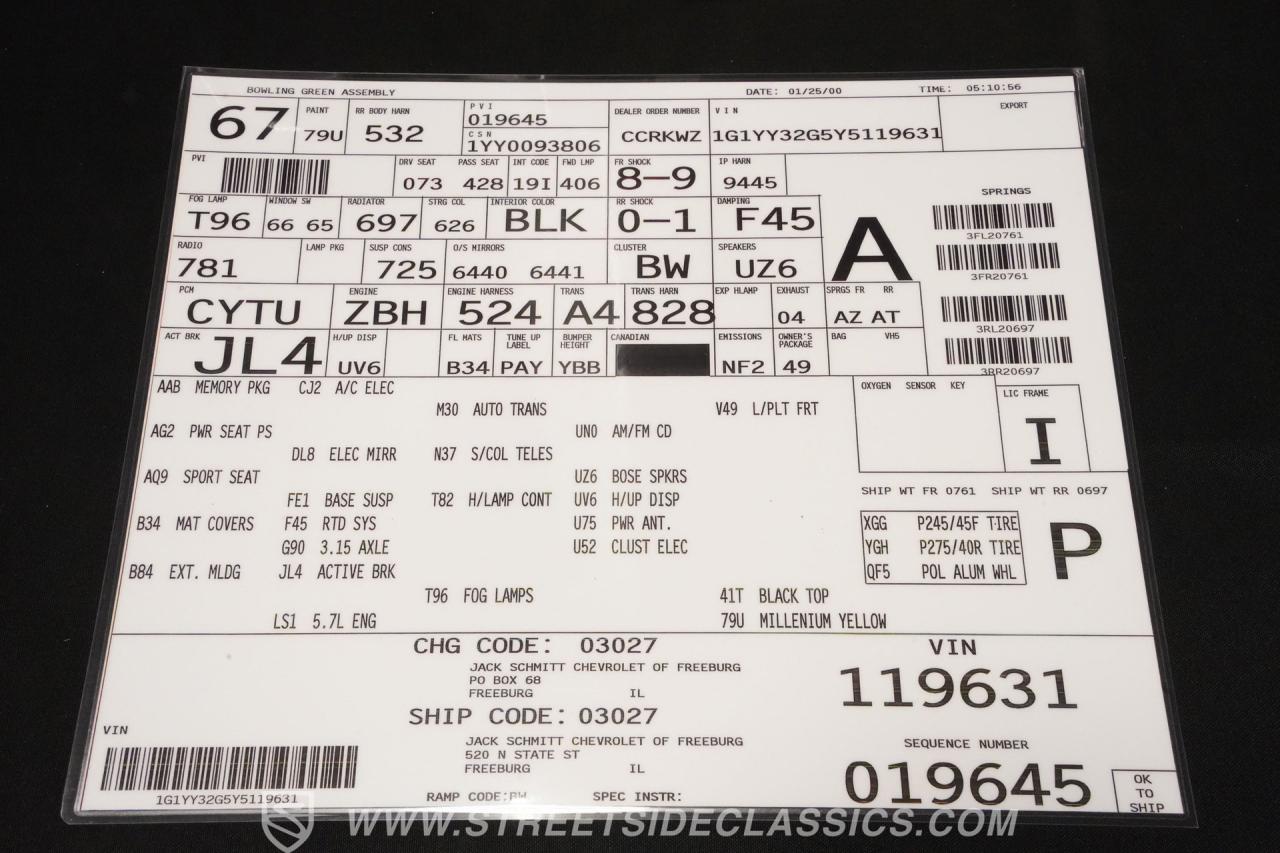 BOWLING GREEN ASSEMBLY DATE: 01/25/00 TIME: 05:10:56
PAINT RR BODY HARN PVI DEALER ORDER NUMBER VIN EXPORT
67 79U 532 019645 CCRKWZ 1G1YY32G5Y5119631
CSN
1YY0093806
PVI DRV SEAT PASS SEAT INT CODE FWD LMP FR SHOCK IP HARN
073 428 19I 406 8-9 9445
SPRINGS
FOG LAMP WINDOW SW RADIATOR STRG COL INTERIOR COLOR RR SHOCK DAMPING
T96 66 65 697 626 BLK 0-1 F45
A
3FL20761
RADIO LAMP PKG SUSP CONS O/S MIRRORS CLUSTER SPEAKERS
781 725 6440 6441 BW UZ6
3FR20761
PCM ENGINE ENGINE HARNESS TRANS TRANS HARN EXP HLAMP EXHAUST SPRGS FR RR
CYTU ZBH 524 A4 828 04 AZ AT
3RL20697
ACT BRK H/UP DISP FL MATS TUNE UP LABEL BUMPER HEIGHT CANADIAN EMISSIONS OWNER'S PACKAGE BAG VH5
JL4 UV6 B34 PAY YBB NF2 49
3RR20697
AAB MEMORY PKG CJ2 A/C ELEC
OXYGEN SENSOR KEY
LIC FRAME
I
M30 AUTO TRANS V49 L/PLT FRT
AG2 PWR SEAT PS UN0 AM/FM CD
DL8 ELEC MIRR N37 S/COL TELES
AQ9 SPORT SEAT UZ6 BOSE SPKRS
SHIP WT FR 0761 SHIP WT RR 0697
FE1 BASE SUSP T82 H/LAMP CONT UV6 H/UP DISP
B34 MAT COVERS F45 RTD SYS U75 PWR ANT. XGG P245/45F TIRE
G90 3.15 AXLE U52 CLUST ELEC YGH P275/40R TIRE
P
B84 EXT. MLDG JL4 ACTIVE BRK QF5 POL ALUM WHL
T96 FOG LAMPS 41T BLACK TOP
LS1 5.7L ENG 79U MILLENIUM YELLOW
CHG CODE: 03027 VIN
JACK SCHMITT CHEVROLET OF FREEBURG
PO BOX 68
FREEBURG IL
119631
SHIP CODE: 03027
JACK SCHMITT CHEVROLET OF FREEBURG
520 N STATE ST
FREEBURG IL
SEQUENCE NUMBER
019645
VIN
1G1YY32G5Y5119631
RAMP CODE:BW SPEC INSTR:
OK
TO
SHIP
WWW.STREETSIDECLASSICS.COM